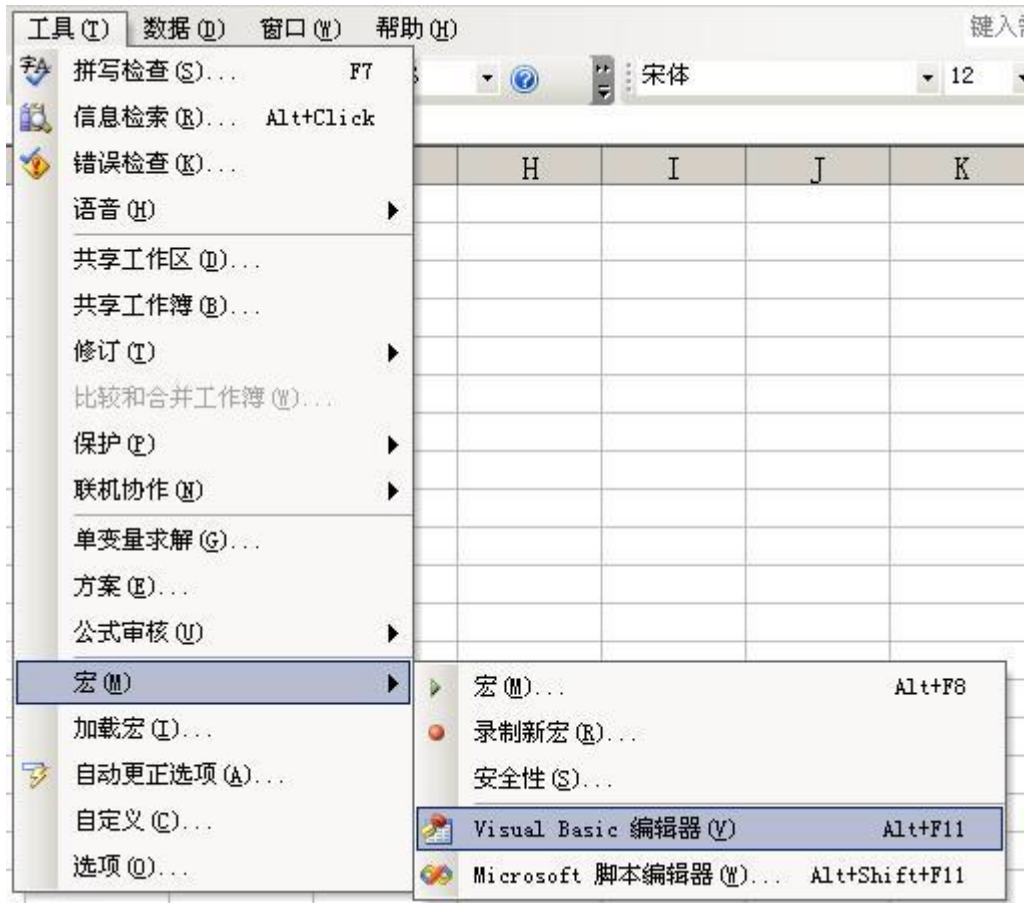 工具(T) 数据(D) 窗口(W) 帮助(H) 键入
拼写检查(S)... F7
宋体 12
信息检索(R)... Alt+Click
错误检查(K)...
H I J K
语音(H)
共享工作区(D)...
共享工作簿(B)...
修订(T)
比较和合并工作簿(W)...
保护(P)
联机协作(N)
单变量求解(G)...
方案(E)...
公式审核(U)
宏(M)
宏(M)... Alt+F8
加载宏(I)...
录制新宏(R)...
自动更正选项(A)...
安全性(S)...
自定义(C)...
Visual Basic 编辑器(V) Alt+F11
选项(O)...
Microsoft 脚本编辑器(W)... Alt+Shift+F11